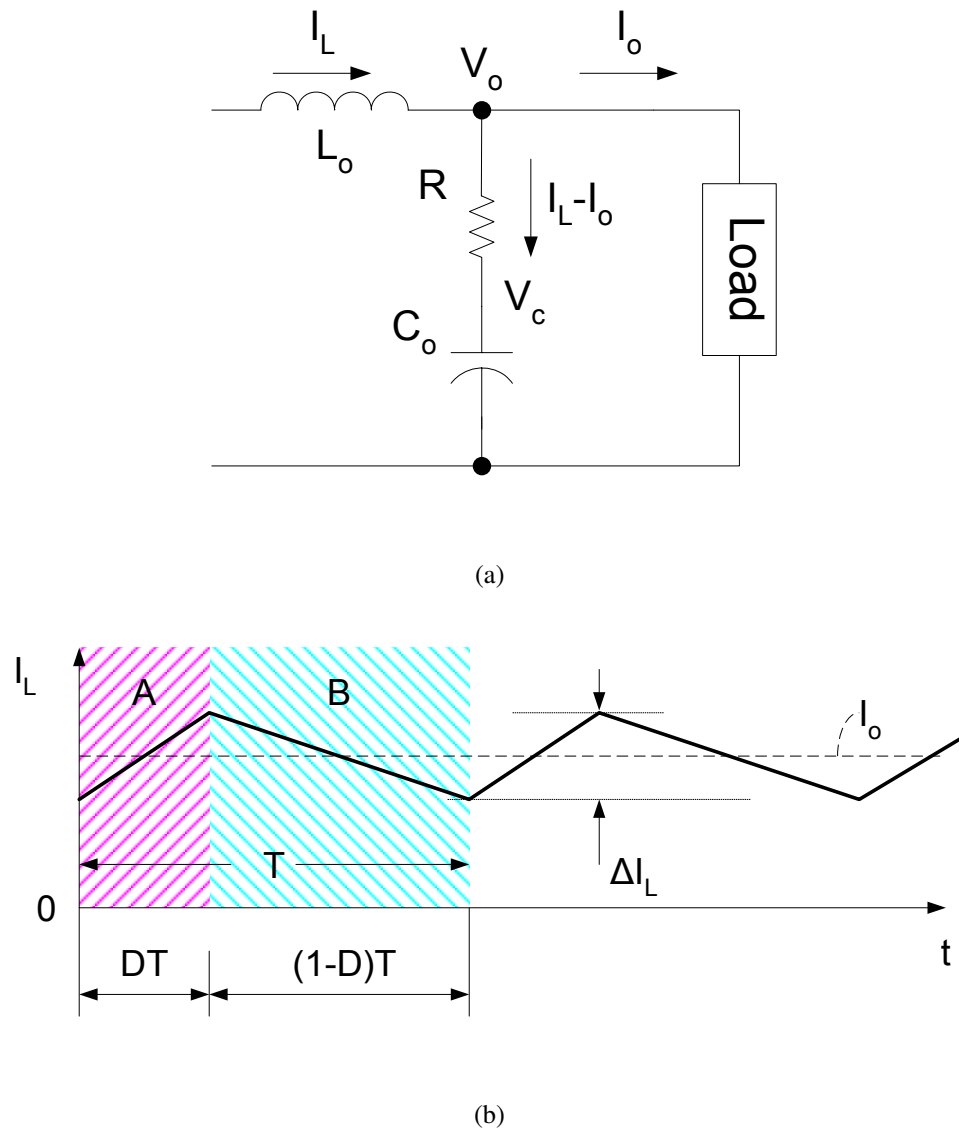 I_L
I_o
V_o
L_o
R
I_L-I_o
V_c
C_o
Load
(a)
I_L
A
B
I_o
T
ΔI_L
0
t
DT
(1-D)T
(b)